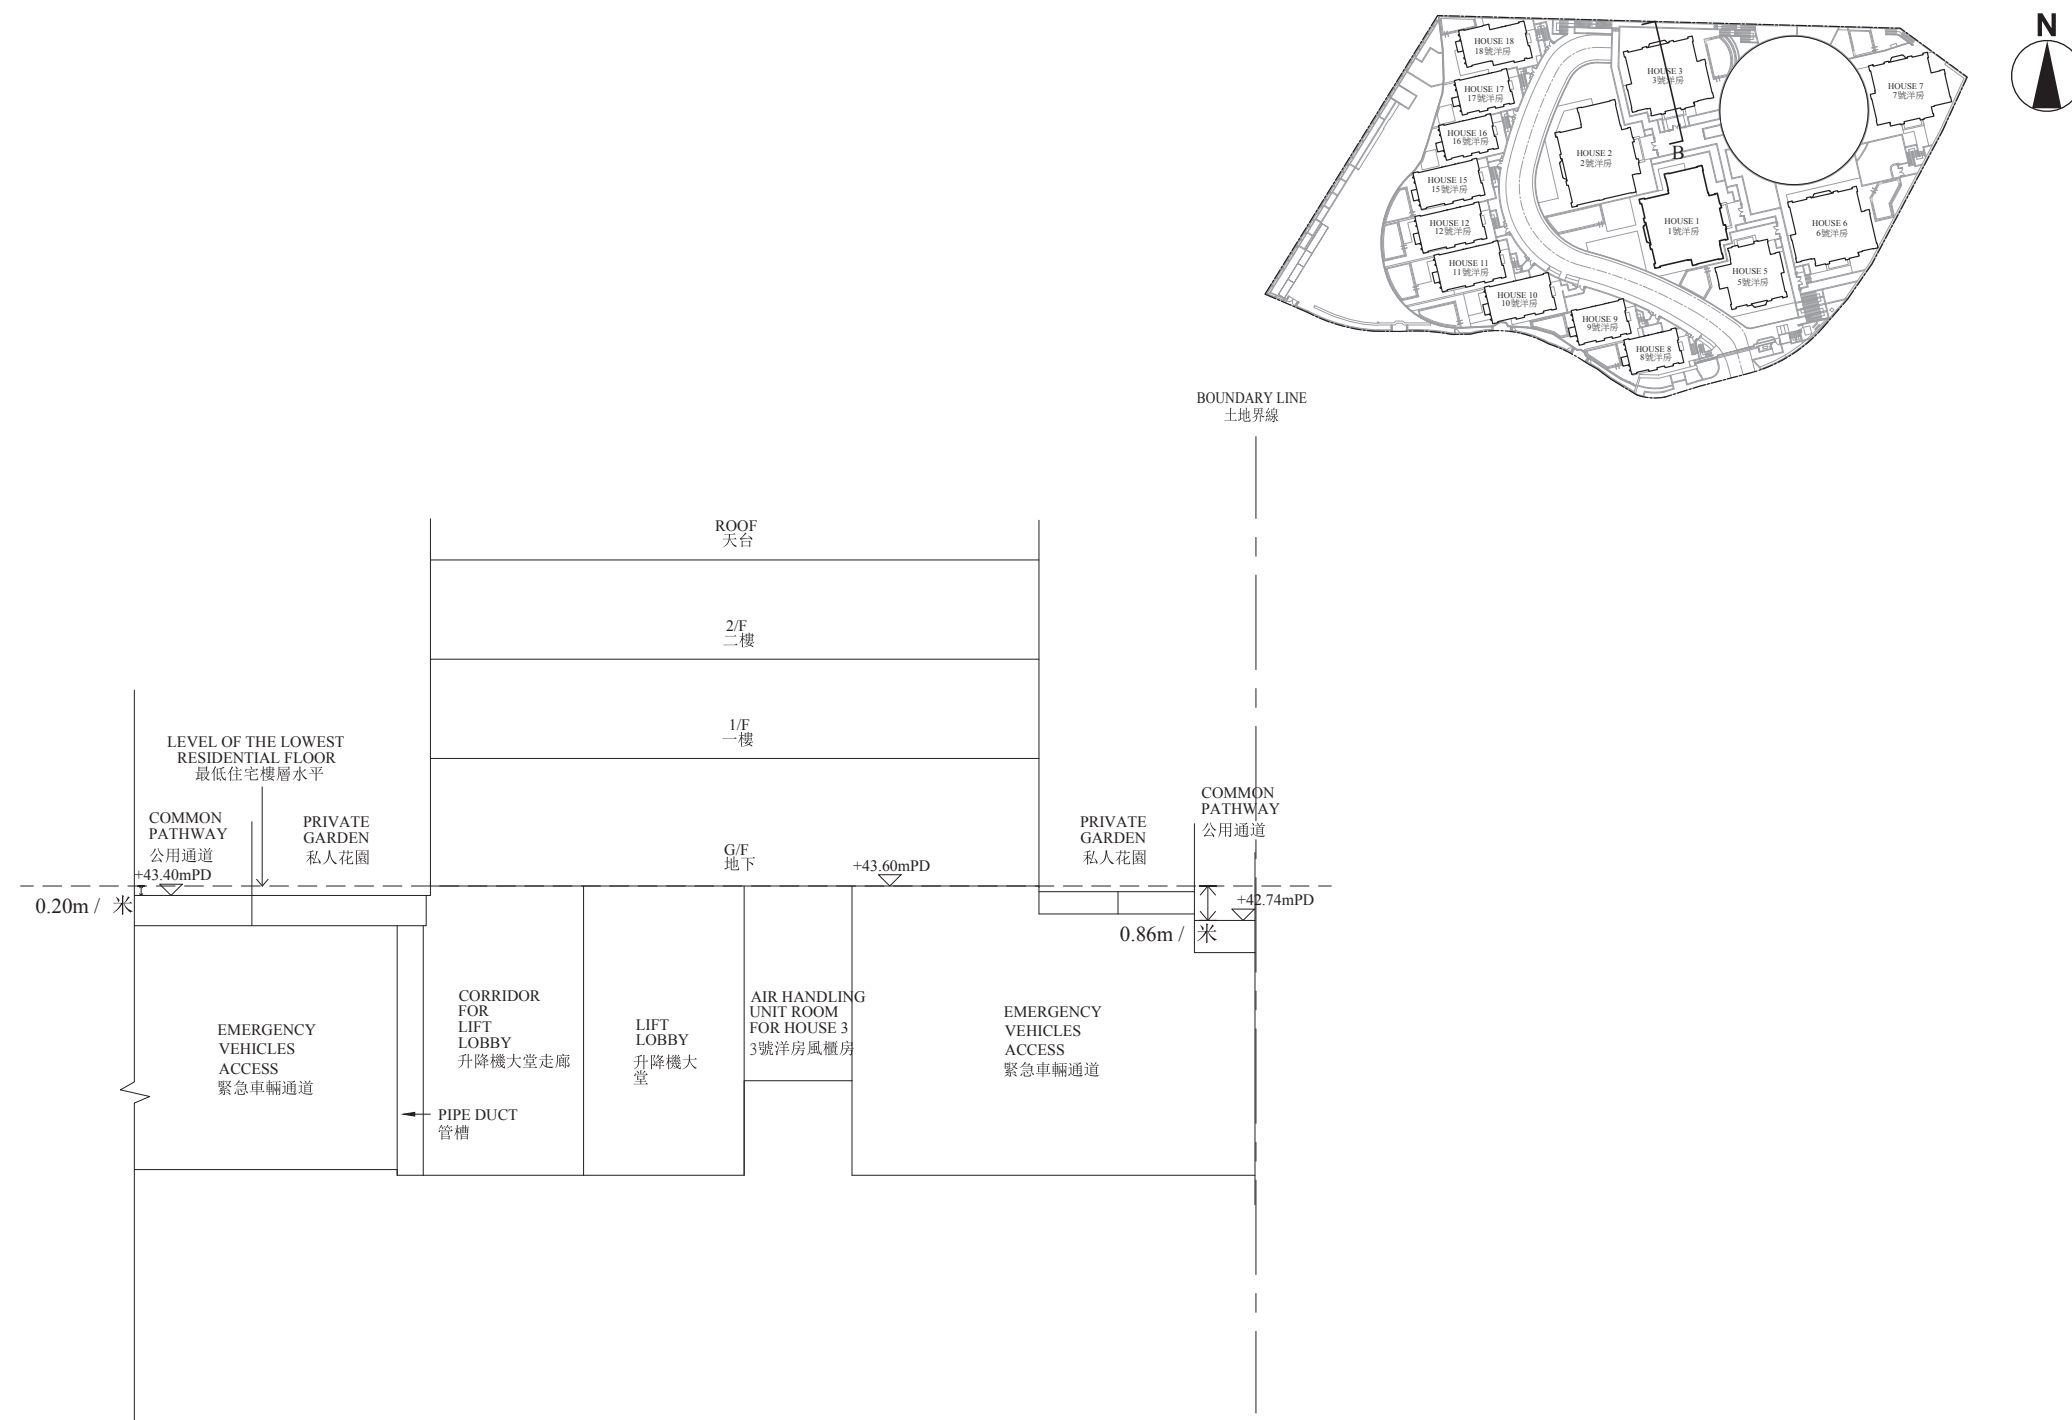 N
HOUSE 18
18號洋房
HOUSE 17
17號洋房
HOUSE 16
16號洋房
HOUSE 15
15號洋房
HOUSE 12
12號洋房
HOUSE 11
11號洋房
HOUSE 10
10號洋房
HOUSE 9
9號洋房
HOUSE 8
8號洋房
HOUSE 3
3號洋房
HOUSE 2
2號洋房
B
HOUSE 1
1號洋房
HOUSE 5
5號洋房
HOUSE 6
6號洋房
HOUSE 7
7號洋房
BOUNDARY LINE
土地界線
ROOF
天台
2/F
二樓
1/F
一樓
G/F
地下
LEVEL OF THE LOWEST
RESIDENTIAL FLOOR
最低住宅樓層水平
COMMON
PATHWAY
公用通道
+43.40mPD
PRIVATE
GARDEN
私人花園
+43.60mPD
PRIVATE
GARDEN
私人花園
COMMON
PATHWAY
公用通道
+42.74mPD
0.20m / 米
0.86m / 米
EMERGENCY
VEHICLES
ACCESS
緊急車輛通道
CORRIDOR
FOR
LIFT
LOBBY
升降機大堂走廊
PIPE DUCT
管槽
LIFT
LOBBY
升降機大
堂
AIR HANDLING
UNIT ROOM
FOR HOUSE 3
3號洋房風櫃房
EMERGENCY
VEHICLES
ACCESS
緊急車輛通道